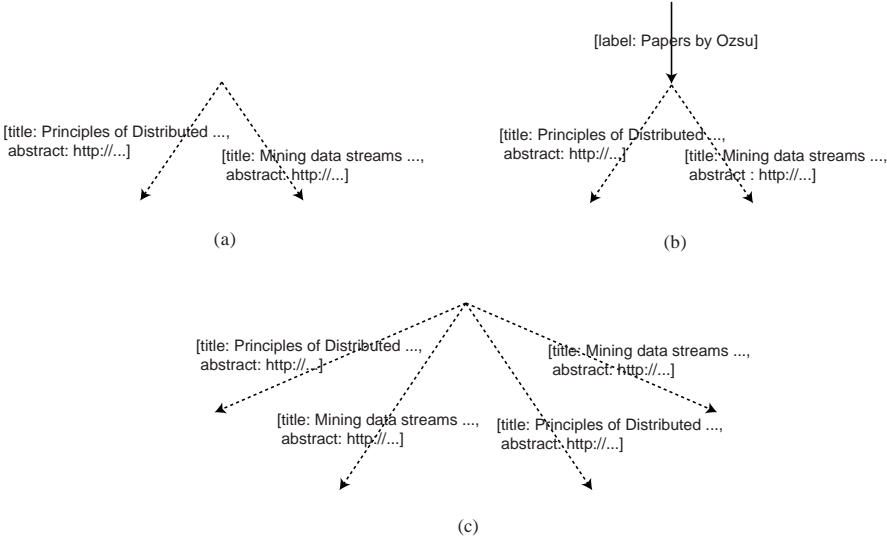 [label: Papers by Ozsu]
[title: Principles of Distributed ...,
abstract: http://...]
[title: Mining data streams ...,
abstract: http://...]
(a)
[title: Principles of Distributed ...,
abstract: http://...]
[title: Mining data streams ...,
abstract : http://...]
(b)
[title: Principles of Distributed ...,
abstract: http://...]
[title: Mining data streams ...,
abstract: http://...]
[title: Mining data streams ...,
abstract: http://...]
[title: Principles of Distributed ...,
abstract: http://...]
(c)